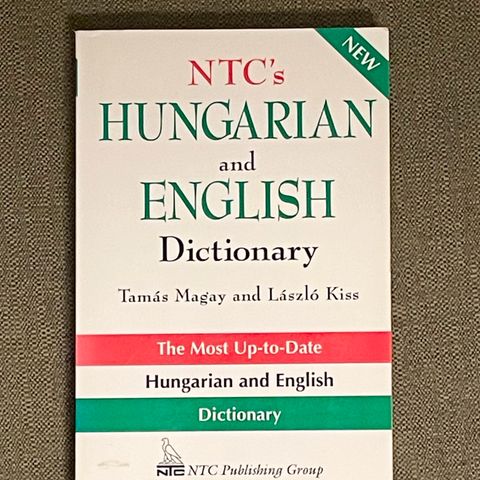 NEW
NTC's
HUNGARIAN
and
ENGLISH
Dictionary
Tamás Magay and László Kiss
The Most Up-to-Date
Hungarian and English
Dictionary
NTC NTC Publishing Group